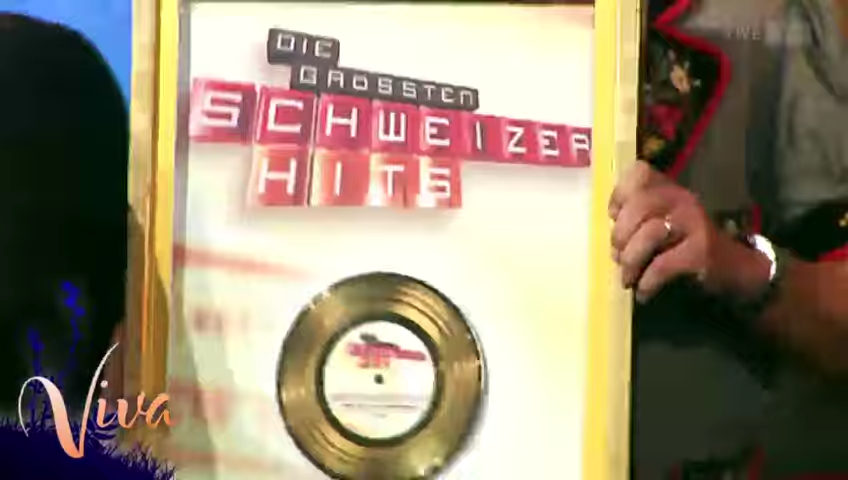 DIE
GRÖSSTEN
SCHWEIZER
HITS
Viva